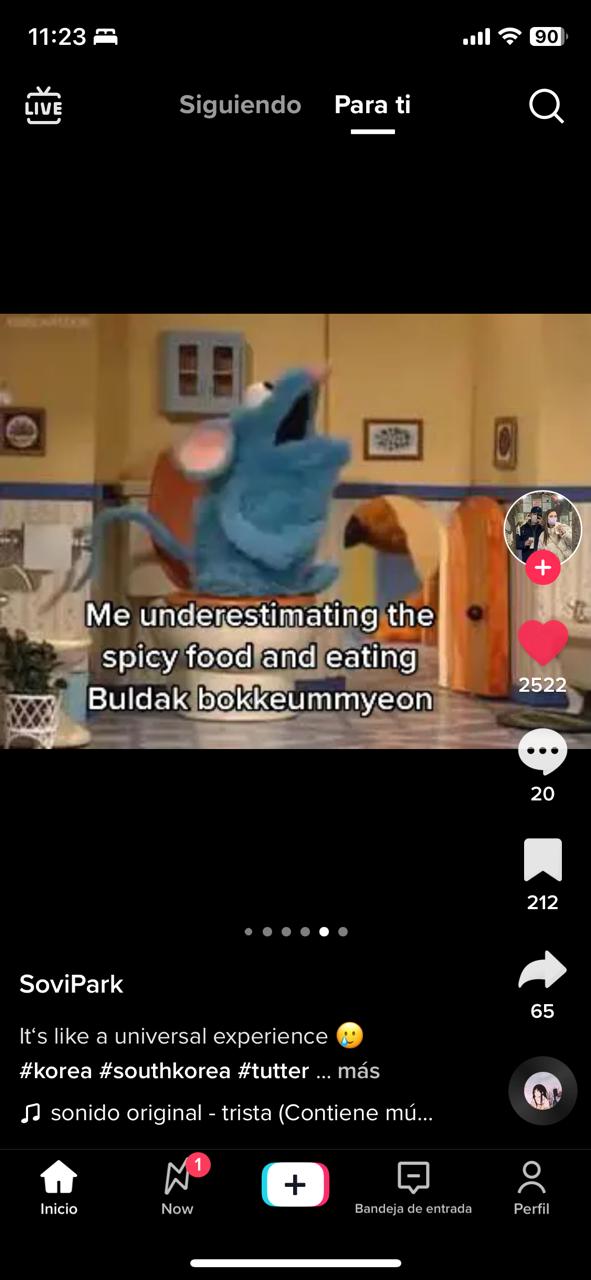 11:23
90
LIVE
Siguiendo
Para ti
Me underestimating the
spicy food and eating
Buldak bokkeummyeon
2522
20
212
65
SoviPark
It's like a universal experience 🥲
#korea #southkorea #tutter ... más
sonido original - trista (Contiene mú...
1
Inicio
Now
Bandeja de entrada
Perfil